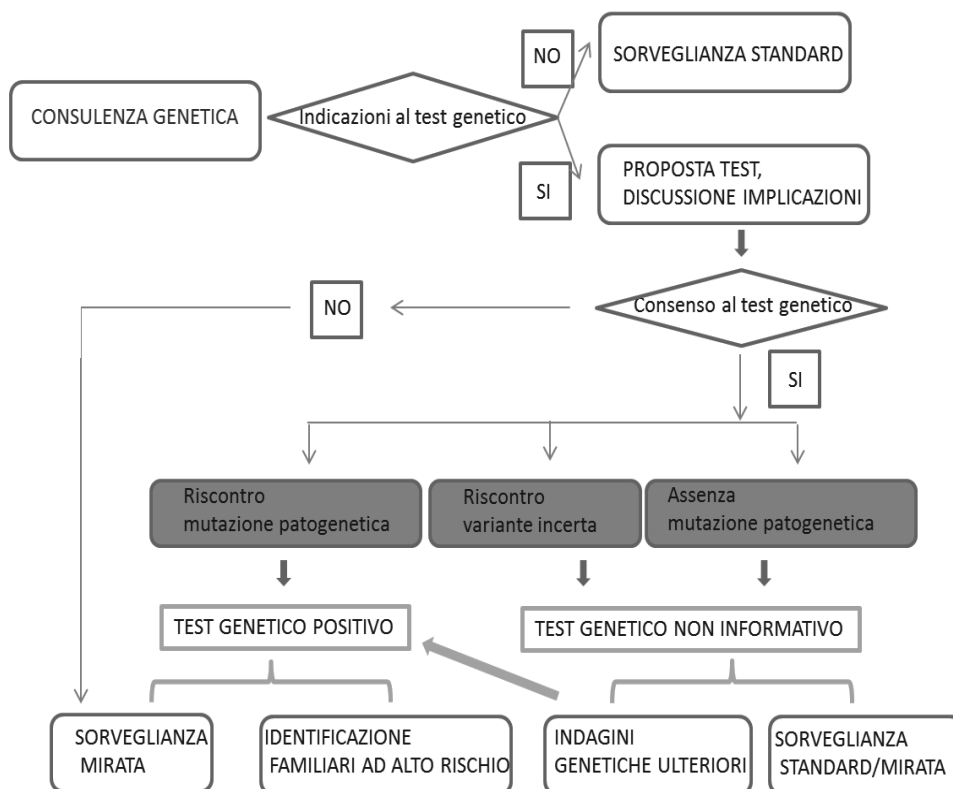 NO
SORVEGLIANZA STANDARD
CONSULENZA GENETICA
Indicazioni al test genetico
SI
PROPOSTA TEST,
DISCUSSIONE IMPLICAZIONI
NO
Consenso al test genetico
SI
Riscontro
mutazione patogenetica
Riscontro
variante incerta
Assenza
mutazione patogenetica
TEST GENETICO POSITIVO
TEST GENETICO NON INFORMATIVO
SORVEGLIANZA
MIRATA
IDENTIFICAZIONE
FAMILIARI AD ALTO RISCHIO
INDAGINI
GENETICHE ULTERIORI
SORVEGLIANZA
STANDARD/MIRATA